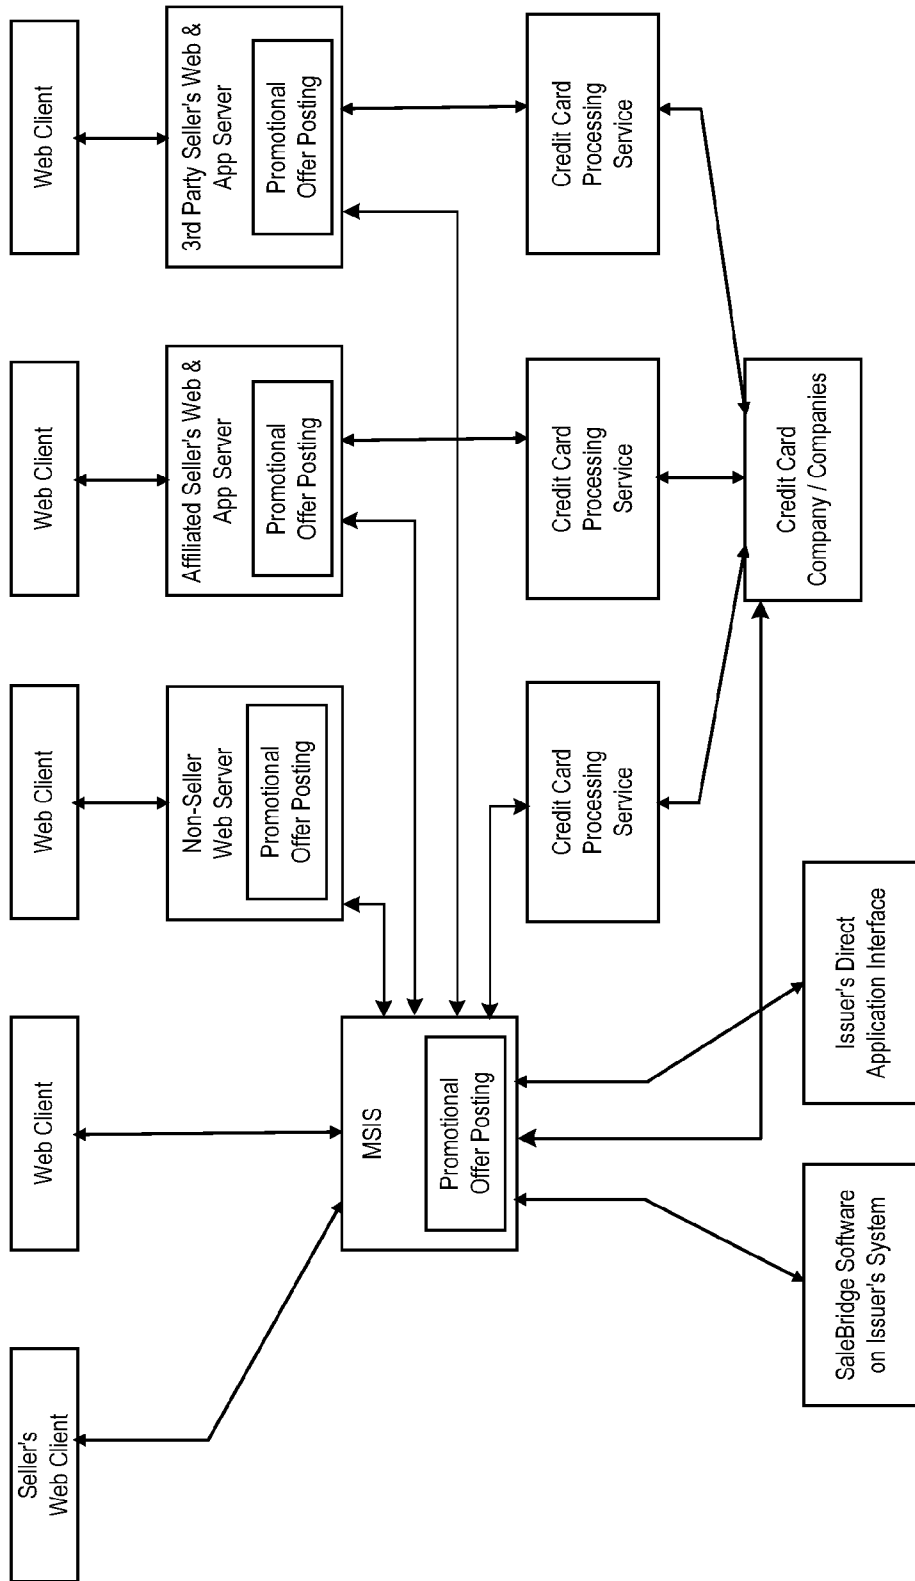 Seller's
Web Client
Web Client
Web Client
Web Client
Web Client
Non-Seller
Web Server
Promotional
Offer Posting
Affiliated Seller's Web &
App Server
Promotional
Offer Posting
3rd Party Seller's Web &
App Server
Promotional
Offer Posting
MSIS
Promotional
Offer Posting
Credit Card
Processing
Service
Credit Card
Processing
Service
Credit Card
Processing
Service
SaleBridge Software
on Issuer's System
Issuer's Direct
Application Interface
Credit Card
Company / Companies